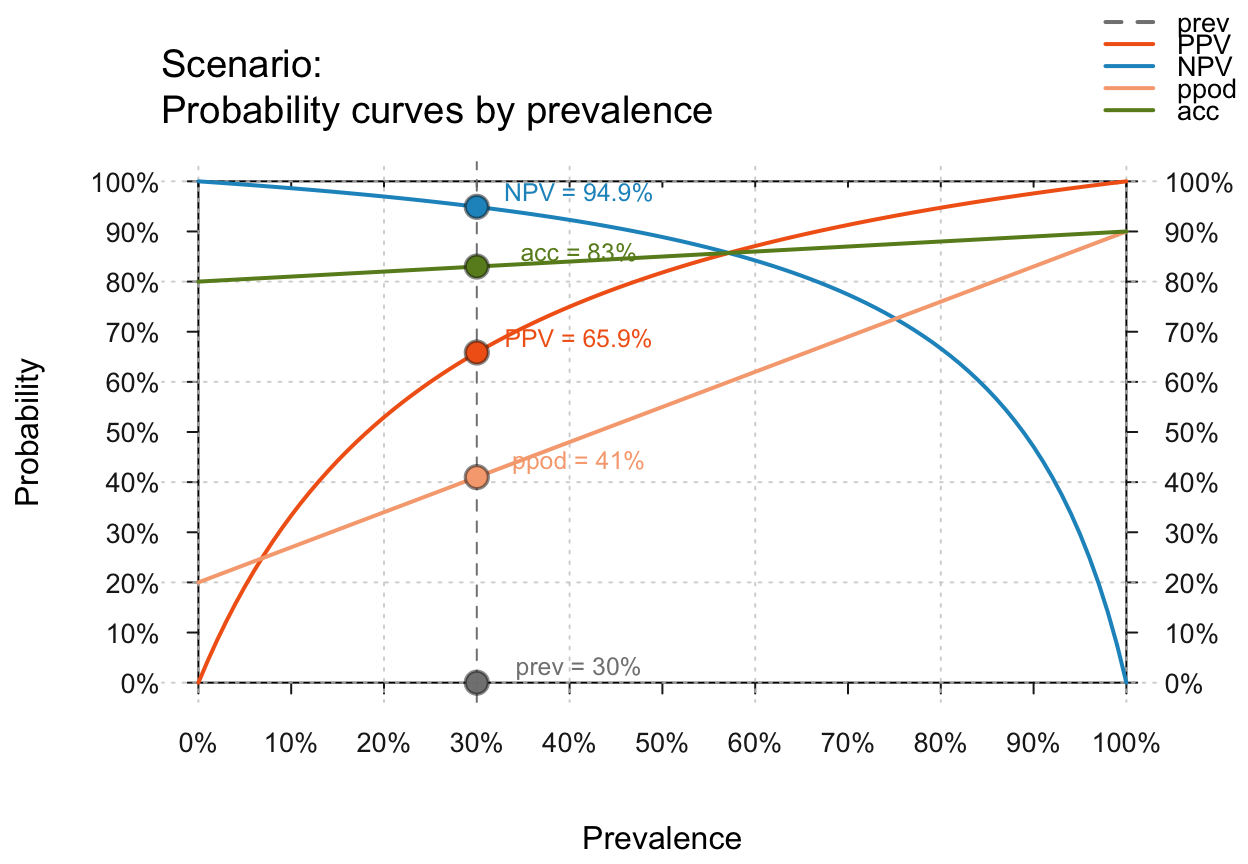 prev
PPV
NPV
ppod
acc
Scenario:
Probability curves by prevalence
100%
90%
80%
70%
60%
50%
40%
30%
20%
10%
0%
Probability
NPV = 94.9%
acc = 83%
PPV = 65.9%
ppod = 41%
prev = 30%
100%
90%
80%
70%
60%
50%
40%
30%
20%
10%
0%
0% 10% 20% 30% 40% 50% 60% 70% 80% 90% 100%
Prevalence